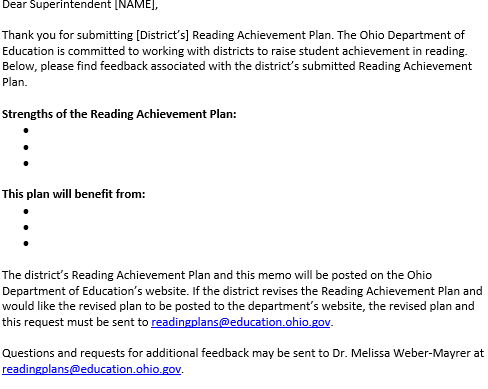 Dear Superintendent [NAME],
Thank you for submitting [District's] Reading Achievement Plan. The Ohio Department of
Education is committed to working with districts to raise student achievement in reading.
Below, please find feedback associated with the district's submitted Reading Achievement
Plan.
Strengths of the Reading Achievement Plan:
•
•
•
This plan will benefit from:
•
•
•
The district's Reading Achievement Plan and this memo will be posted on the Ohio
Department of Education's website. If the district revises the Reading Achievement Plan and
would like the revised plan to be posted to the department's website, the revised plan and
this request must be sent to readingplans@education.ohio.gov.
Questions and requests for additional feedback may be sent to Dr. Melissa Weber-Mayrer at
readingplans@education.ohio.gov.